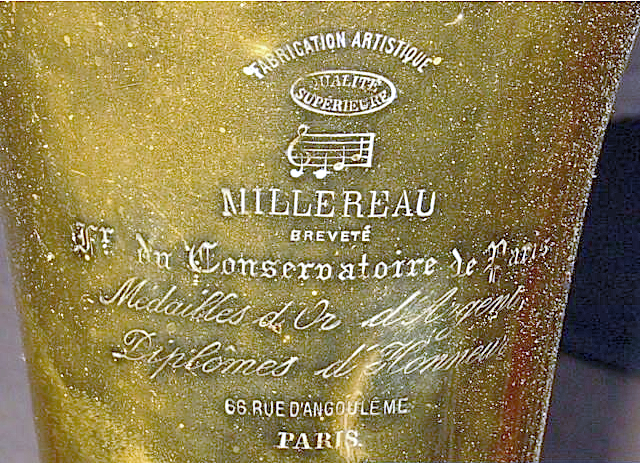 FABRICATION ARTISTIQUE
QUALITÉ
SUPÉRIEURE
MILLEREAU
BREVETÉ
Fr du Conservatoire de Paris
Médailles d'Or d'Argent
Diplômes d'Honneur
66 RUE D'ANGOULÊME
PARIS